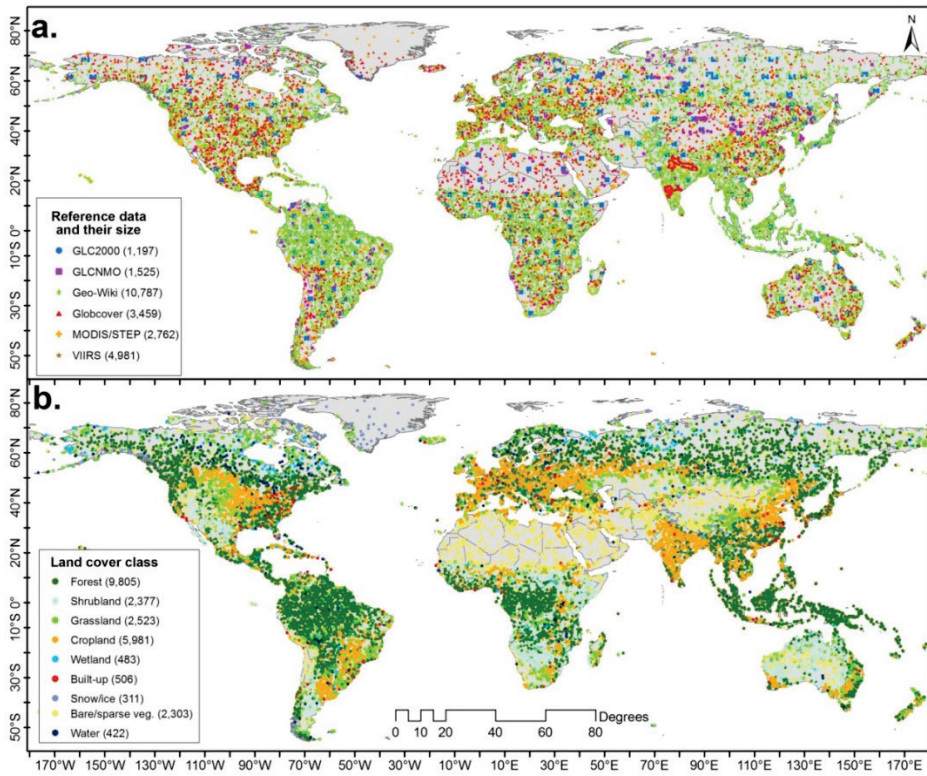 a.
N
80°N
60°N
40°N
20°N
0°
10°S
30°S
50°S
Reference data
and their size
GLC2000 (1,197)
GLCNMO (1,525)
Geo-Wiki (10,787)
Globcover (3,459)
MODIS/STEP (2,762)
VIIRS (4,981)
b.
80°N
60°N
40°N
20°N
0°
10°S
30°S
50°S
Land cover class
Forest (9,805)
Shrubland (2,377)
Grassland (2,523)
Cropland (5,981)
Wetland (483)
Built-up (506)
Snow/ice (311)
Bare/sparse veg. (2,303)
Water (422)
Degrees
0 10 20 40 60 80
170°W 150°W 130°W 110°W 90°W 70°W 50°W 30°W 10°W 10°E 30°E 50°E 70°E 90°E 110°E 130°E 150°E 170°E